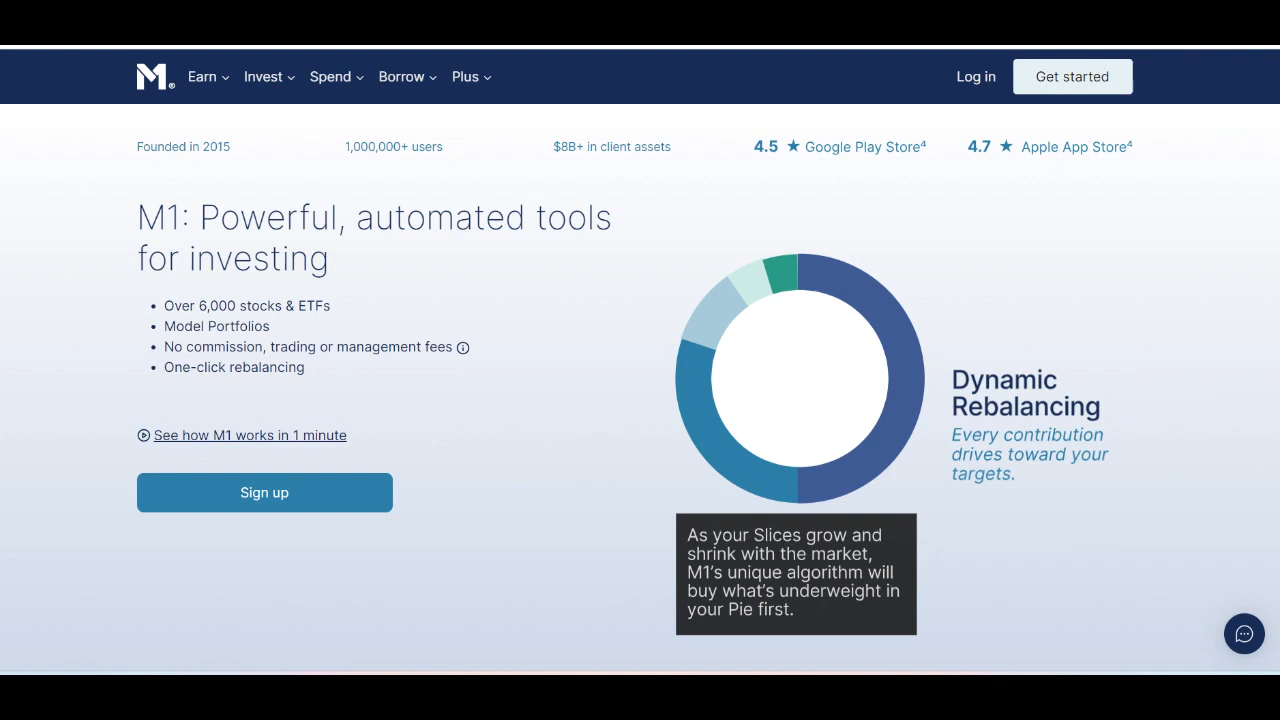 M® Earn Invest Spend Borrow Plus Log in Get started
Founded in 2015 1,000,000+ users $8B+ in client assets 4.5 ★ Google Play Store⁴ 4.7 ★ Apple App Store⁴
M1: Powerful, automated tools
for investing
• Over 6,000 stocks & ETFs
• Model Portfolios
• No commission, trading or management fees
• One-click rebalancing
See how M1 works in 1 minute
Sign up
Dynamic
Rebalancing
Every contribution
drives toward your
targets.
As your Slices grow and
shrink with the market,
M1's unique algorithm will
buy what's underweight in
your Pie first.